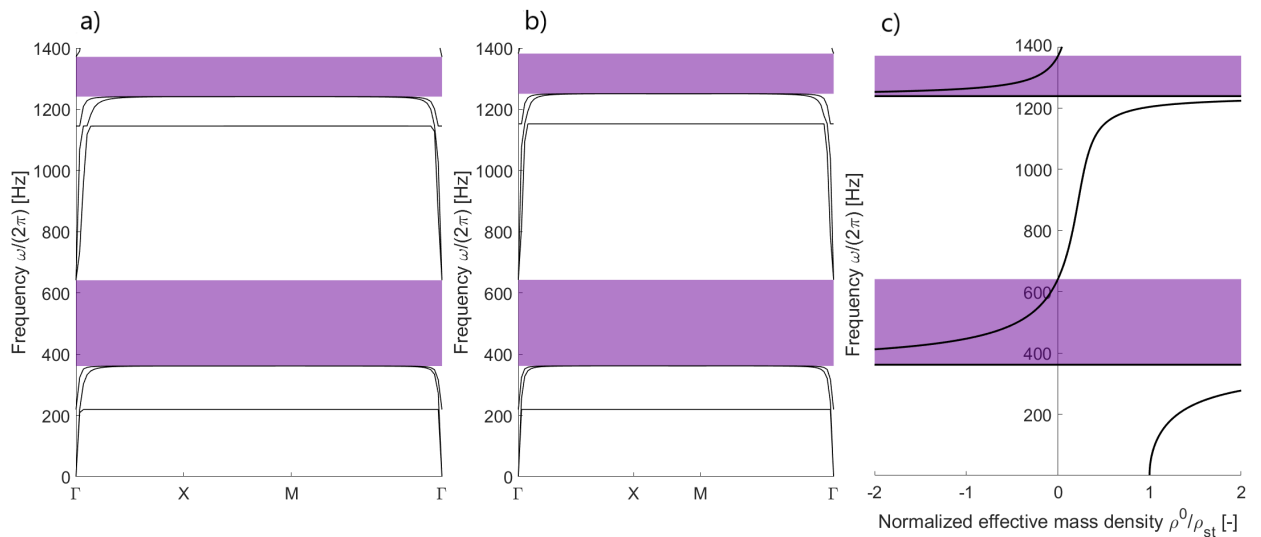 a)
1400
1200
1000
800
600
400
200
0
Γ
X
M
Γ
Frequency ω/(2π) [Hz]
b)
1400
1200
1000
800
600
400
200
0
Γ
X
M
Γ
Frequency ω/(2π) [Hz]
c)
1400
1200
1000
800
600
400
200
-2
-1
0
1
2
Frequency ω/(2π) [Hz]
Normalized effective mass density ρ⁰/ρst [-]